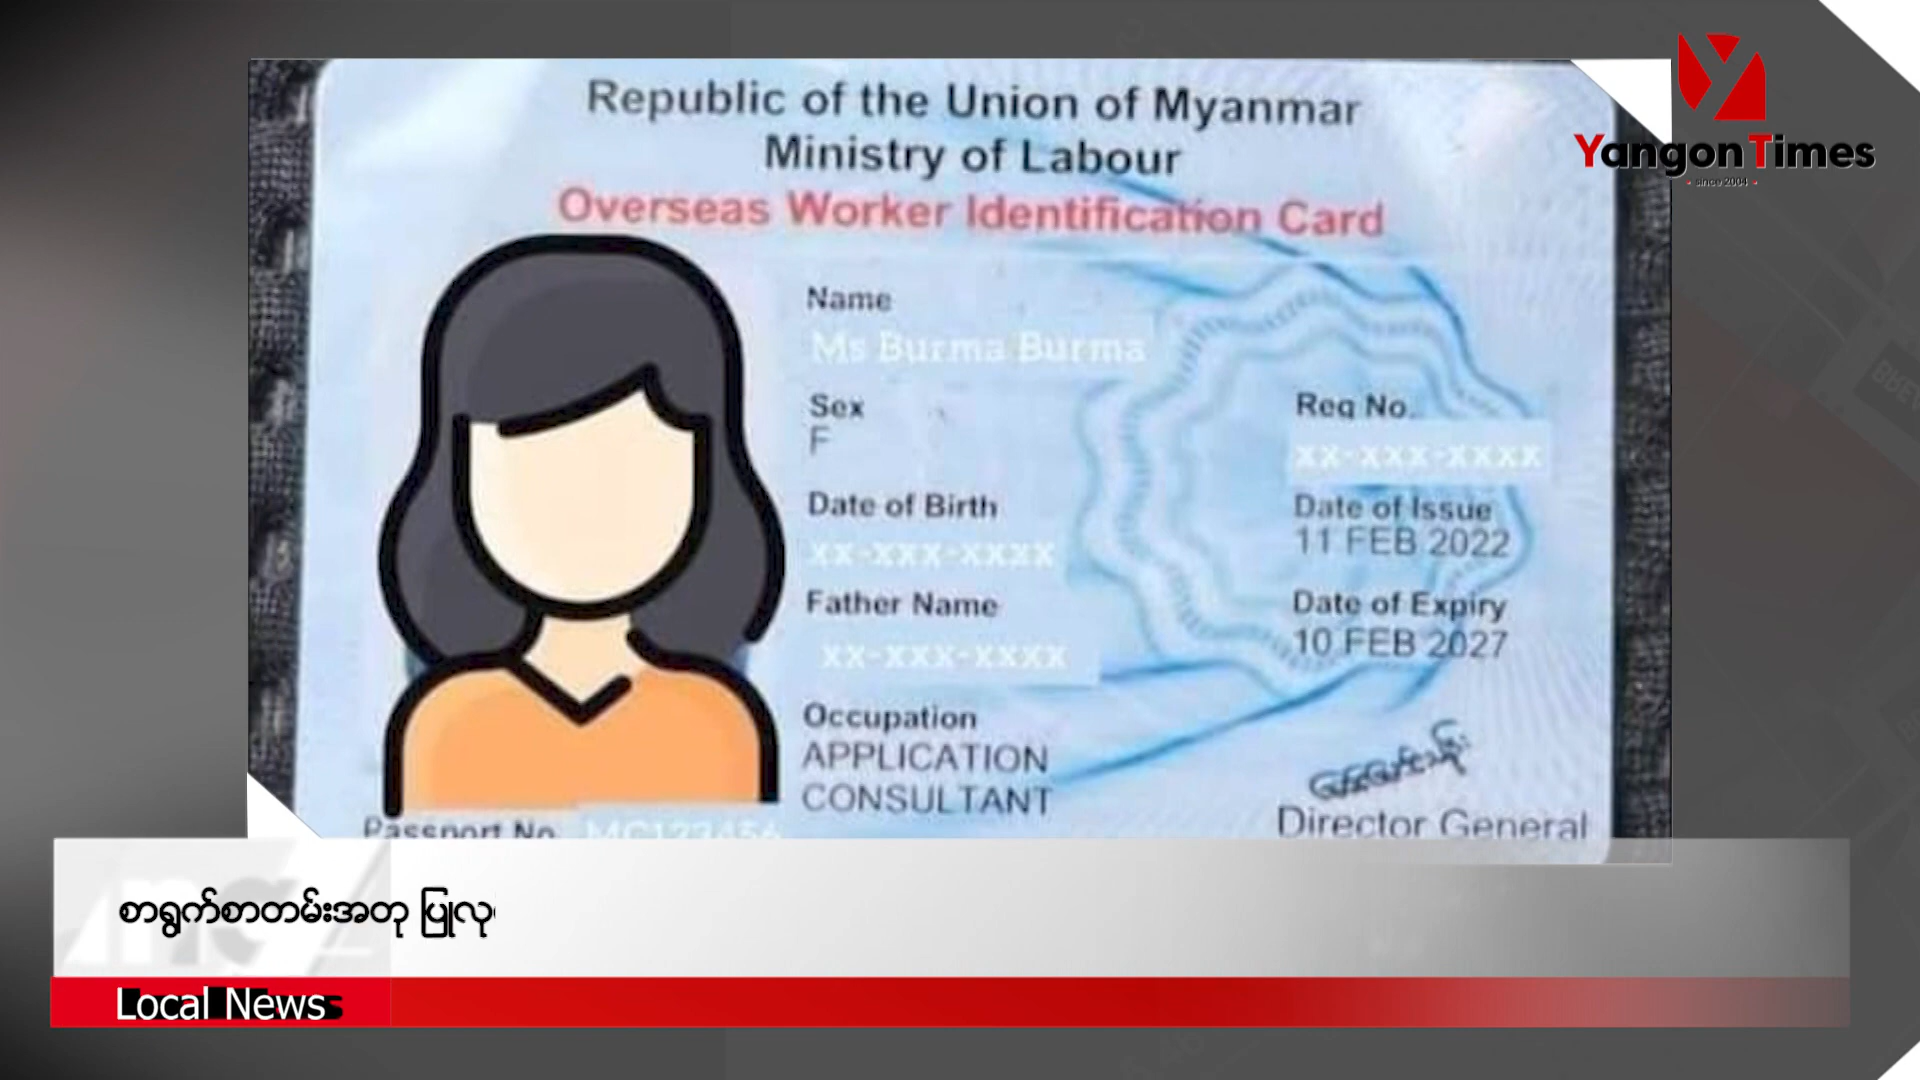 Republic of the Union of Myanmar
Ministry of Labour
Overseas Worker Identification Card
Yangon Times
since 2004
Name
Ms Burma Burma
Sex
F
Req No.
xx-xxx-xxxx
Date of Birth
xx-xxx-xxxx
Date of Issue
11 FEB 2022
Father Name
xx-xxx-xxxx
Date of Expiry
10 FEB 2027
Occupation
APPLICATION
CONSULTANT
Director General
Passport No. MC123456
စာရွက်စာတမ်းအတု ပြုလု
Local News